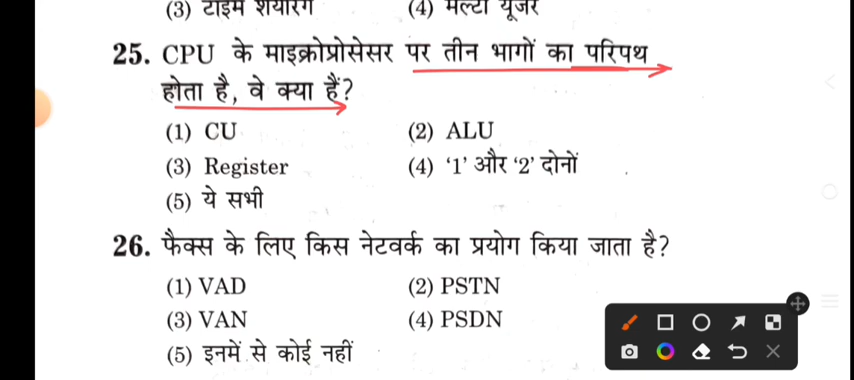 (3) टाइम शेयरिंग (4) मल्टी यूजर
25. CPU के माइक्रोप्रोसेसर पर तीन भागों का परिपथ
होता है, वे क्या हैं?
(1) CU (2) ALU
(3) Register (4) ‘1’ और ‘2’ दोनों
(5) ये सभी
26. फैक्स के लिए किस नेटवर्क का प्रयोग किया जाता है?
(1) VAD (2) PSTN
(3) VAN (4) PSDN
(5) इनमें से कोई नहीं